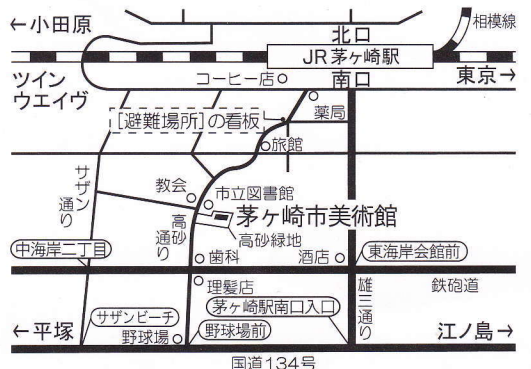 ←小田原
北口
相模線
JR茅ヶ崎駅
ツイン
ウエイヴ
コーヒー店
南口
東京→
薬局
[避難場所]の看板
旅館
サザン通り
教会
市立図書館
茅ヶ崎市美術館
高砂通り
高砂緑地
中海岸二丁目
歯科
酒店
東海岸会館前
理髪店
雄三通り
鉄砲道
サザンビーチ
茅ヶ崎駅南口入口
←平塚
野球場
野球場前
江ノ島→
国道134号